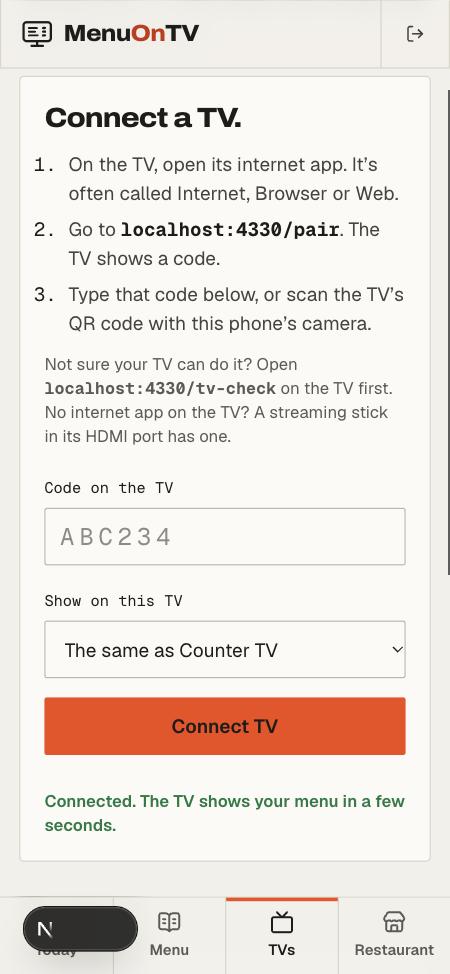 MenuOnTV
Connect a TV.
1. On the TV, open its internet app. It’s
often called Internet, Browser or Web.
2. Go to localhost:4330/pair. The
TV shows a code.
3. Type that code below, or scan the TV’s
QR code with this phone’s camera.
Not sure your TV can do it? Open
localhost:4330/tv-check on the TV first.
No internet app on the TV? A streaming stick
in its HDMI port has one.
Code on the TV
ABC234
Show on this TV
The same as Counter TV
Connect TV
Connected. The TV shows your menu in a few
seconds.
N
Today
Menu
TVs
Restaurant